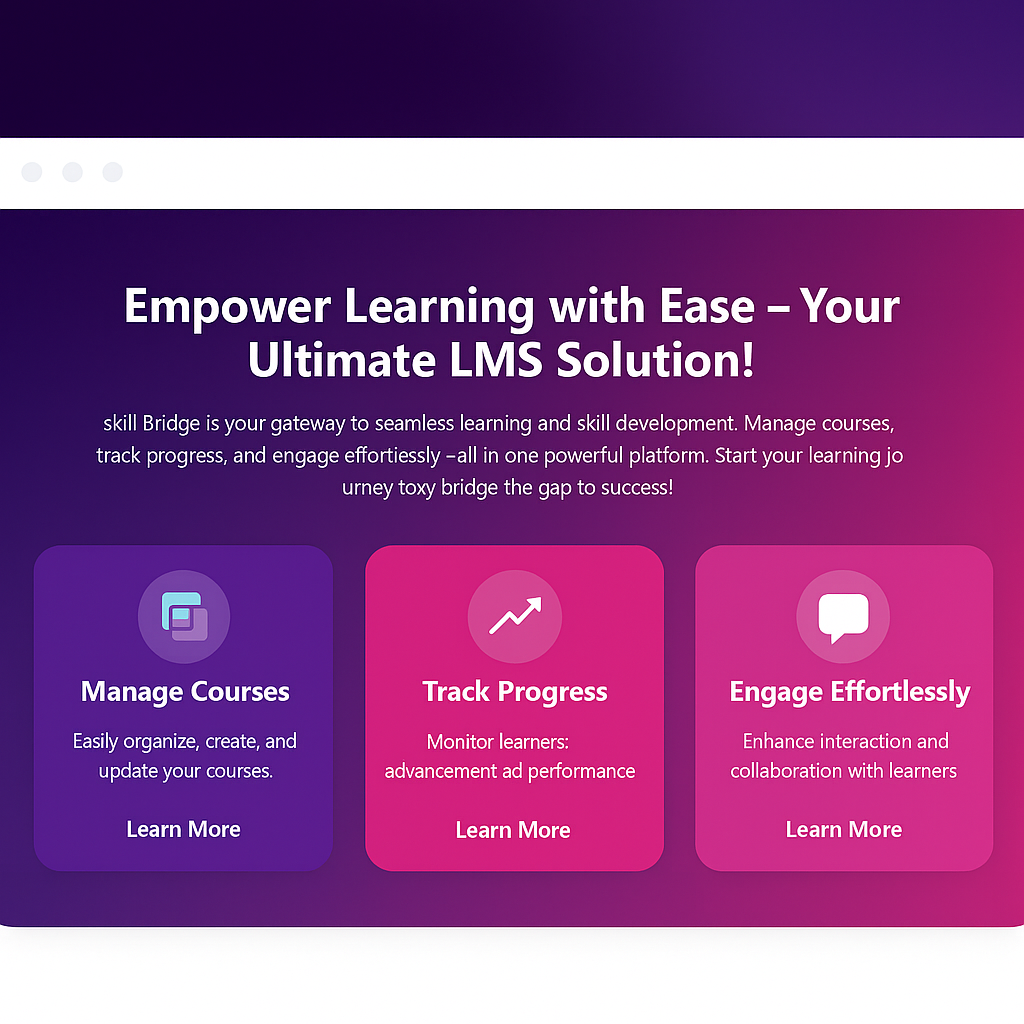 Empower Learning with Ease – Your
Ultimate LMS Solution!
skill Bridge is your gateway to seamless learning and skill development. Manage courses,
track progress, and engage effortiessly –all in one powerful platform. Start your learning jo
urney toxy bridge the gap to success!
Manage Courses
Easily organize, create, and
update your courses.
Learn More
Track Progress
Monitor learners:
advancement ad performance
Learn More
Engage Effortlessly
Enhance interaction and
collaboration with learners
Learn More